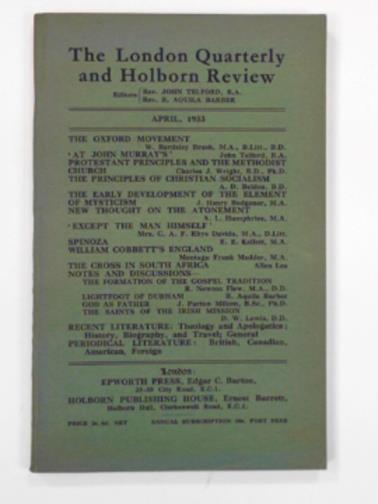 The London Quarterly
and Holborn Review
Editors
Rev. JOHN TELFORD, B.A.
Rev. B. AQUILA BARBER
APRIL, 1933
THE OXFORD MOVEMENT
W. Bardsley Brash, M.A., B.Litt., B.D.
'AT JOHN MURRAY'S' John Telford, B.A.
PROTESTANT PRINCIPLES AND THE METHODIST
CHURCH Charles J. Wright, B.D., Ph.D.
THE PRINCIPLES OF CHRISTIAN SOCIALISM
A. D. Belden, B.D.
THE EARLY DEVELOPMENT OF THE ELEMENT
OF MYSTICISM J. Henry Bodgener, M.A.
NEW THOUGHT ON THE ATONEMENT
A. L. Humphries, M.A.
'EXCEPT THE MAN HIMSELF'
Mrs. C. A. F. Rhys Davids, M.A., D.Litt.
SPINOZA E. E. Kellett, M.A.
WILLIAM COBBETT'S ENGLAND
Montagu Frank Modder, M.A.
THE CROSS IN SOUTH AFRICA Allen Lea
NOTES AND DISCUSSIONS—
THE FORMATION OF THE GOSPEL TRADITION
R. Newton Flew, M.A., D.D.
LIGHTFOOT OF DURHAM B. Aquila Barber
GOD AS FATHER J. Parton Milum, B.Sc., Ph.D.
THE SAINTS OF THE IRISH MISSION
D. W. Lewis, D.D.
RECENT LITERATURE: Theology and Apologetics;
History, Biography, and Travel; General
PERIODICAL LITERATURE: British, Canadian,
American, Foreign
London:
EPWORTH PRESS, Edgar C. Barton,
25-35 City Road, E.C.1.
HOLBORN PUBLISHING HOUSE, Ernest Barrett,
Holborn Hall, Clerkenwell Road, E.C.1.
PRICE 2s. 6d. NET ANNUAL SUBSCRIPTION 10s. POST FREE